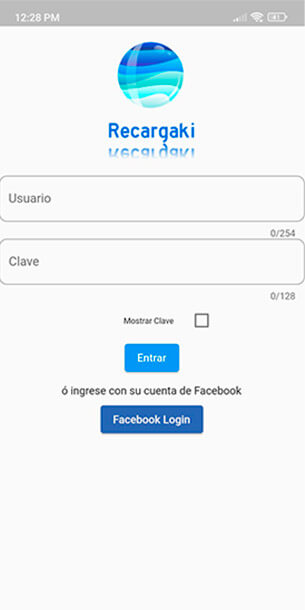 12:28 PM
Recargaki
Usuario
0/254
Clave
0/128
Mostrar Clave
Entrar
ó ingrese con su cuenta de Facebook
Facebook Login